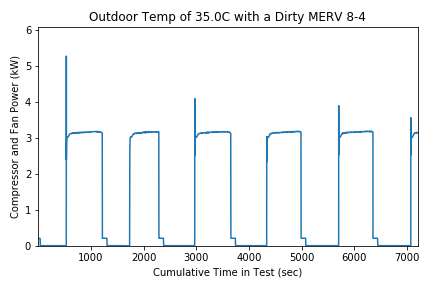 Outdoor Temp of 35.0C with a Dirty MERV 8-4
6
5
4
3
2
1
0
Compressor and Fan Power (kW)
1000 2000 3000 4000 5000 6000 7000
Cumulative Time in Test (sec)